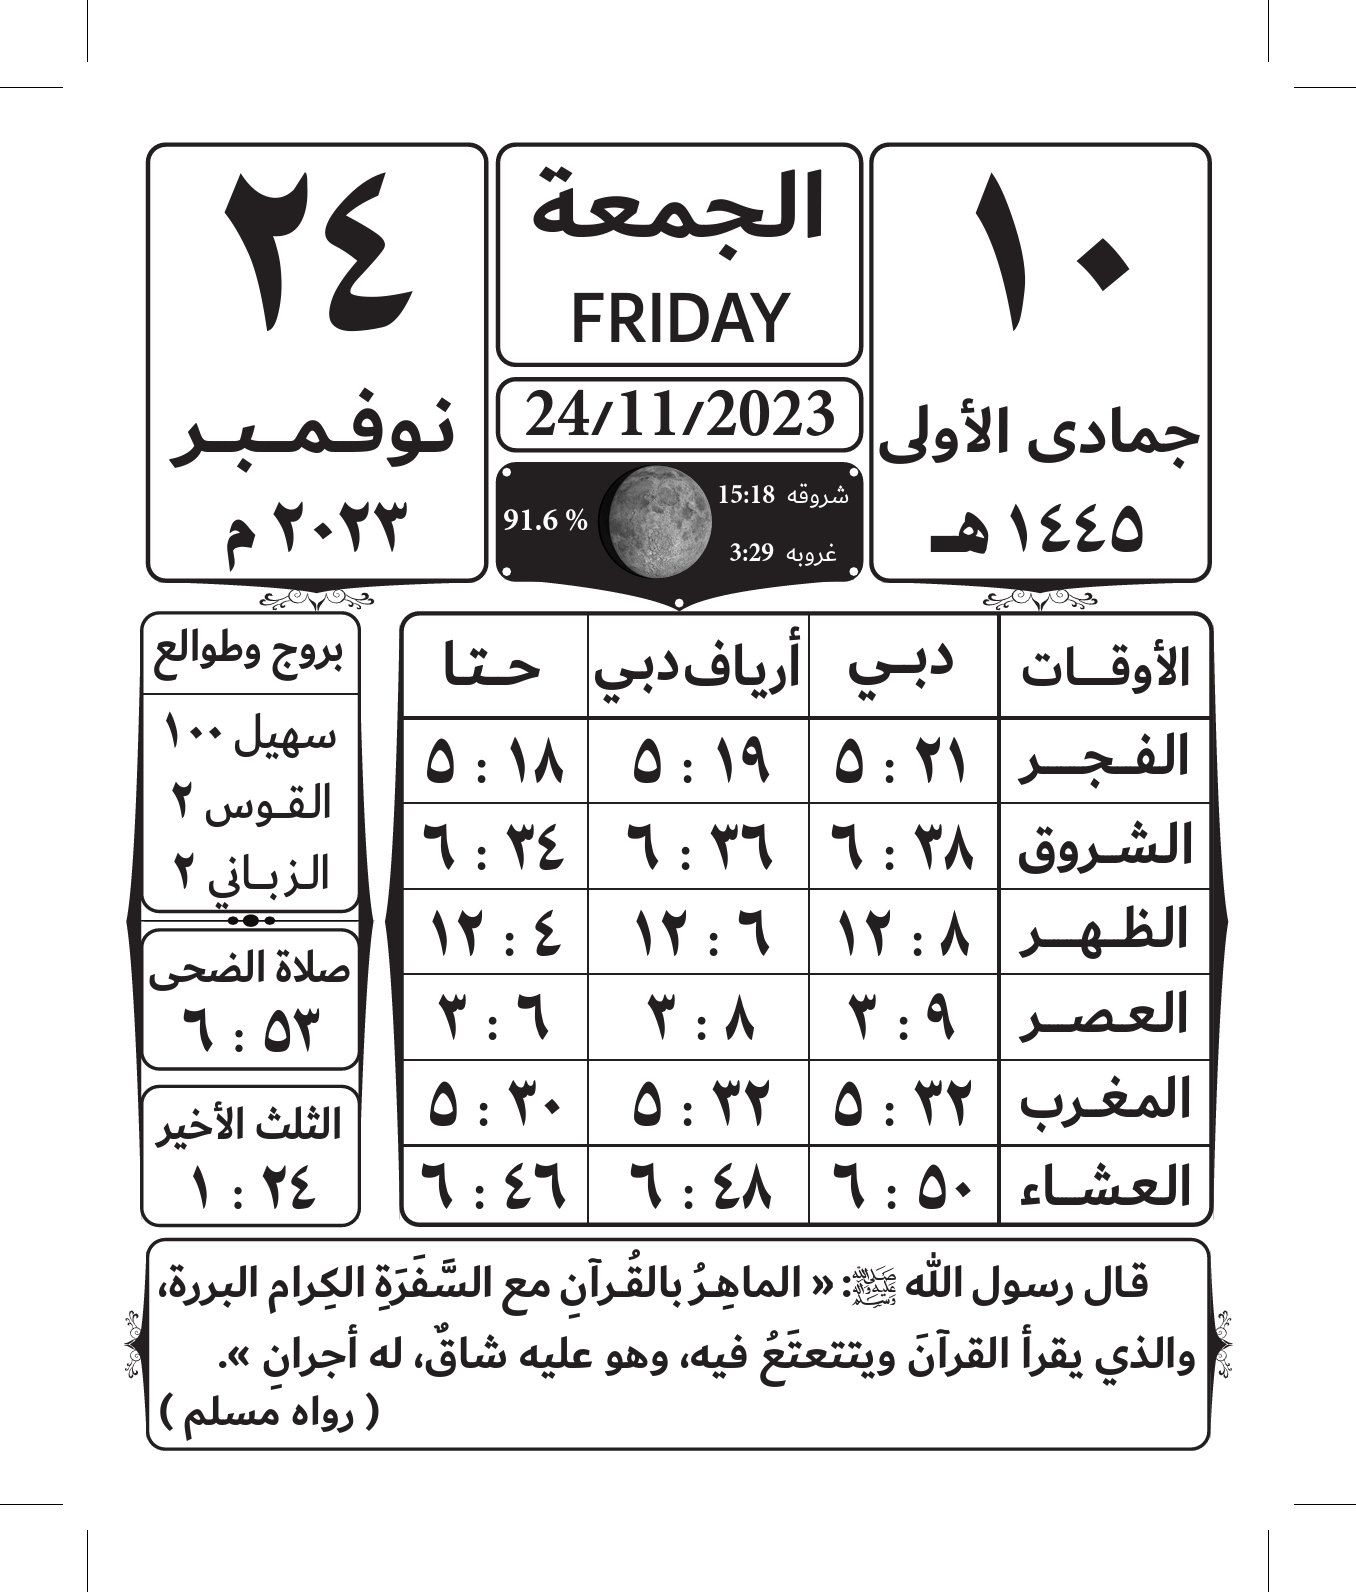 ١٠
جمادى الأولى
١٤٤٥ هـ
الجمعة
FRIDAY
24/11/2023
شروقه 15:18
91.6 %
غروبه 3:29
٢٤
نوفمبر
٢٠٢٣ م
الأوقات دبي أرياف دبي حتا
الفجر ٢١ : ٥ ١٩ : ٥ ١٨ : ٥
الشروق ٣٨ : ٦ ٣٦ : ٦ ٣٤ : ٦
الظهر ٨ : ١٢ ٦ : ١٢ ٤ : ١٢
العصر ٩ : ٣ ٨ : ٣ ٦ : ٣
المغرب ٣٢ : ٥ ٣٢ : ٥ ٣٠ : ٥
العشاء ٥٠ : ٦ ٤٨ : ٦ ٤٦ : ٦
بروج وطوالع
سهيل ١٠٠
القوس ٢
الزباني ٢
صلاة الضحى
٥٣ : ٦
الثلث الأخير
٢٤ : ١
قال رسول الله ﷺ: « الماهِرُ بالقُرآنِ مع السَّفَرَةِ الكِرام البررة،
والذي يقرأ القرآنَ ويتتعتَعُ فيه، وهو عليه شاقٌ، له أجرانِ ».
( رواه مسلم )